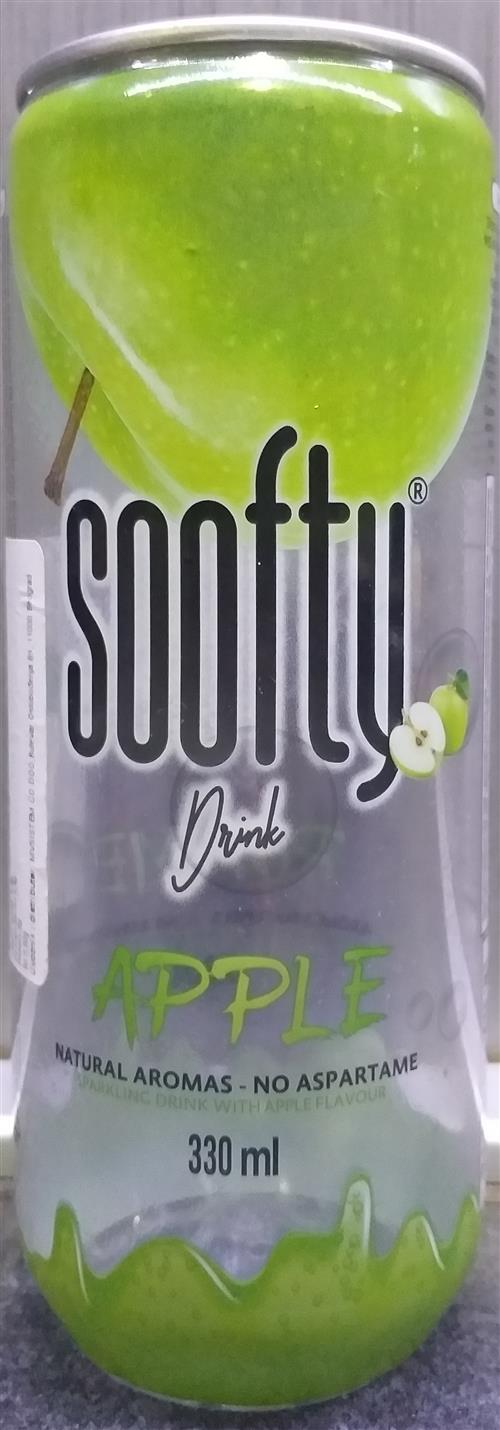 soofty®
Drink
APPLE
NATURAL AROMAS - NO ASPARTAME
SPARKLING DRINK WITH APPLE FLAVOUR
330 ml